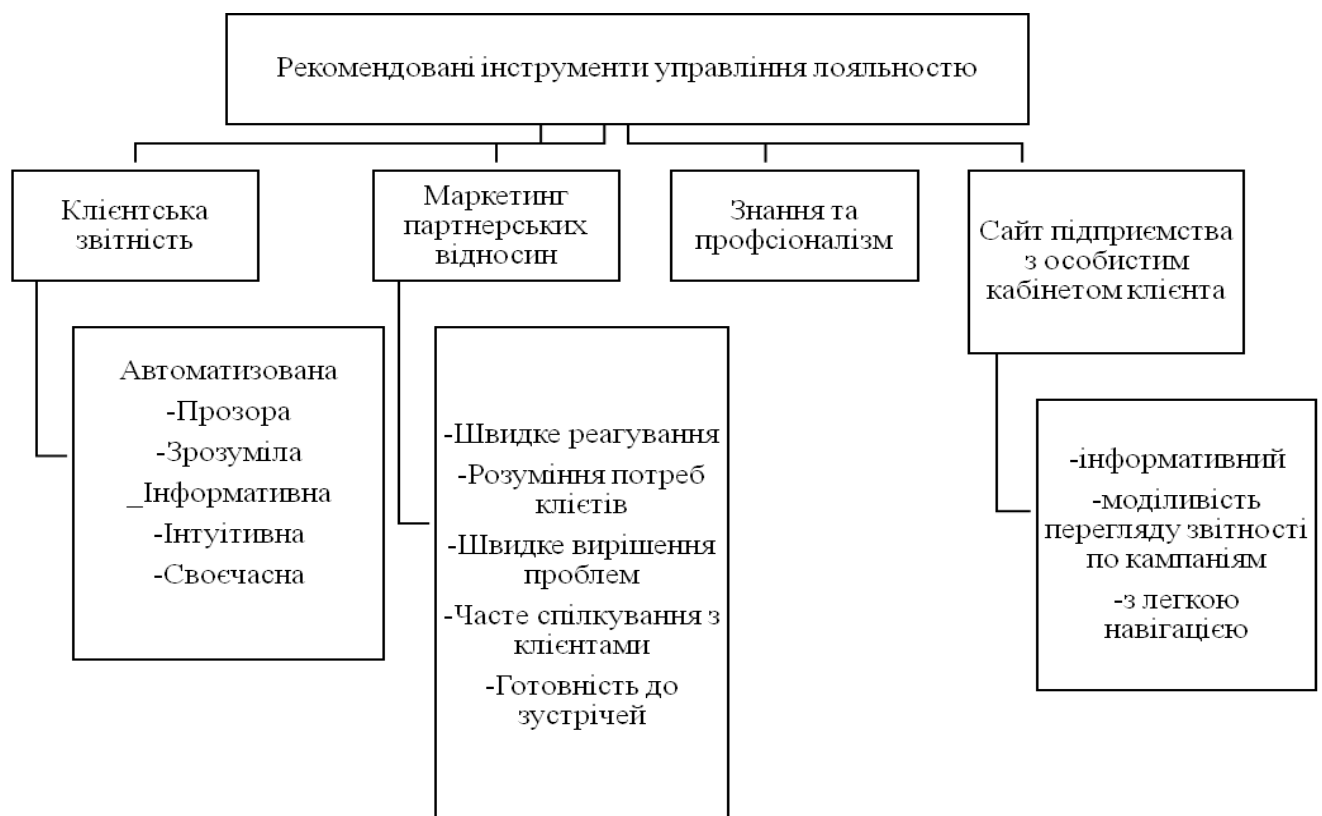 Рекомендовані інструменти управління лояльностю
Клієнтська
звітність
Маркетинг
партнерських
відносин
Знання та
профсіоналізм
Сайт підприємства
з особистим
кабінетом клієнта
Автоматизована
-Прозора
-Зрозуміла
_Інформативна
-Інтуітивна
-Своєчасна
-Швидке реагування
-Розуміння потреб
клієтів
-Швидке вирішення
проблем
-Часте спілкування з
клієнтами
-Готовність до
зустрічей
-інформативний
-моділивість
перегляду звітності
по кампаніям
-з легкою
навігацією